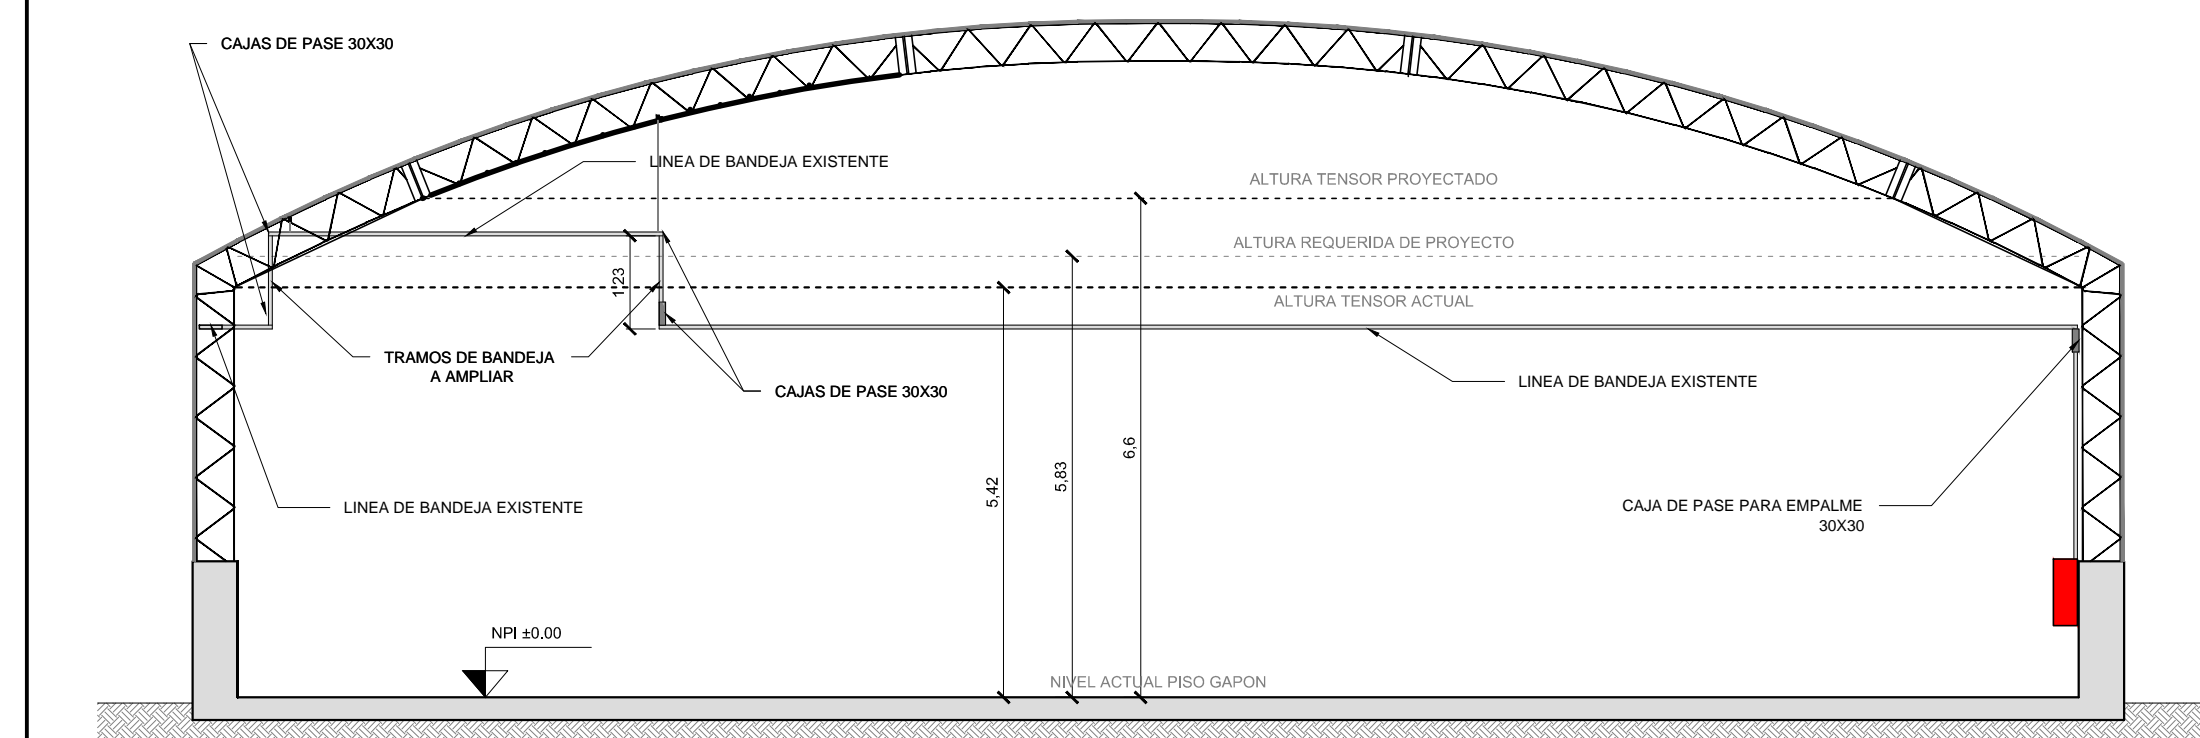 CAJAS DE PASE 30X30
LINEA DE BANDEJA EXISTENTE
ALTURA TENSOR PROYECTADO
ALTURA REQUERIDA DE PROYECTO
1,23
ALTURA TENSOR ACTUAL
TRAMOS DE BANDEJA
A AMPLIAR
CAJAS DE PASE 30X30
LINEA DE BANDEJA EXISTENTE
5,42
5,83
6,6
LINEA DE BANDEJA EXISTENTE
CAJA DE PASE PARA EMPALME
30X30
NPI ±0.00
NIVEL ACTUAL PISO GAPON